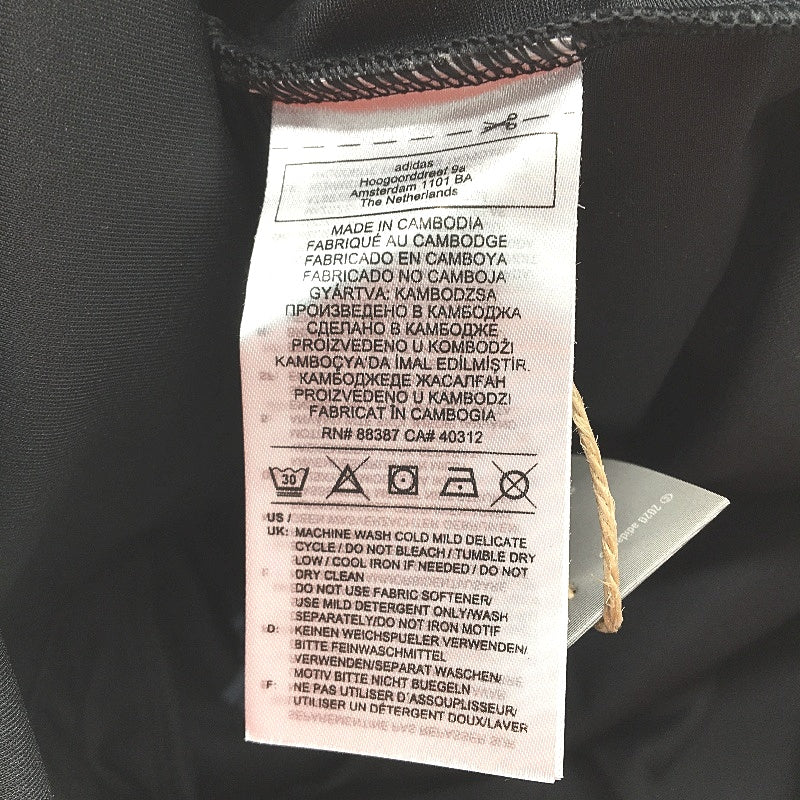 adidas
Hoogoorddreef 9a
Amsterdam 1101 BA
The Netherlands
MADE IN CAMBODIA
FABRIQUÉ AU CAMBODGE
FABRICADO EN CAMBOYA
FABRICADO NO CAMBOJA
GYÁRTVA: KAMBODZSA
ПРОИЗВЕДЕНО В КАМБОДЖА
СДЕЛАНО В КАМБОДЖЕ
PROIZVEDENO U KOMBODŽI
KAMBOÇYA'DA İMAL EDİLMİŞTİR.
КАМБОДЖЕДЕ ЖАСАЛҒАН
PROIZVEDENO U KAMBODZI
FABRICAT ÎN CAMBOGIA
RN# 88387 CA# 40312
30
US /
UK: MACHINE WASH COLD MILD DELICATE
CYCLE / DO NOT BLEACH / TUMBLE DRY
LOW / COOL IRON IF NEEDED / DO NOT
DRY CLEAN
DO NOT USE FABRIC SOFTENER/
USE MILD DETERGENT ONLY/WASH
SEPARATELY/DO NOT IRON MOTIF
D: KEINEN WEICHSPUELER VERWENDEN/
BITTE FEINWASCHMITTEL
VERWENDEN/SEPARAT WASCHEN/
MOTIV BITTE NICHT BUEGELN
F: NE PAS UTILISER D'ASSOUPLISSEUR/
UTILISER UN DÉTERGENT DOUX/LAVER
© 2020